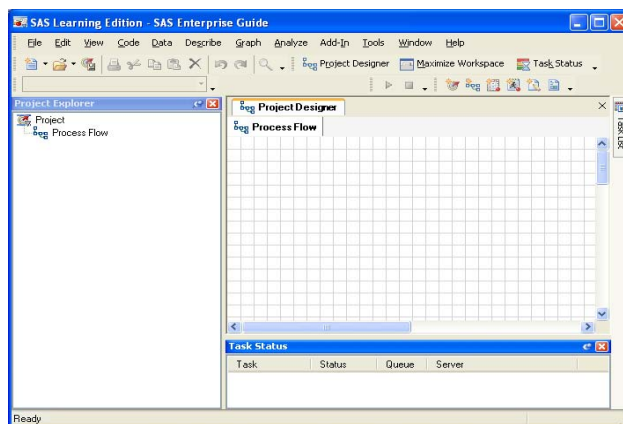 SAS Learning Edition - SAS Enterprise Guide
File Edit View Code Data Describe Graph Analyze Add-In Tools Window Help
Project Designer Maximize Workspace Task Status
Project Explorer
Project
Process Flow
Project Designer
Process Flow
Task List
Task Status
Task Status Queue Server
Ready